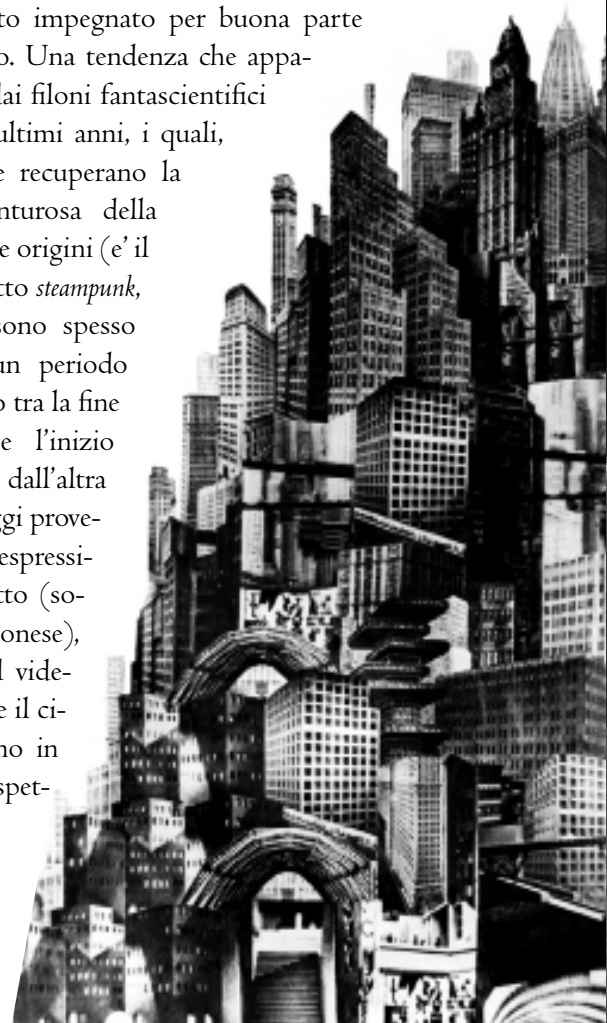 to impegnato per buona parte
o. Una tendenza che appa-
lai filoni fantascientifici
ultimi anni, i quali,
e recuperano la
nturosa della
e origini (e’ il
tto steampunk,
sono spesso
un periodo
o tra la fine
e l’inizio
dall’altra
ggi prove-
espressi-
tto (so-
onese),
l vide-
e il ci-
no in
spet-